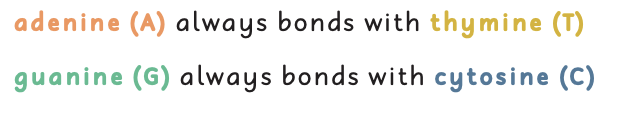 adenine (A) always bonds with thymine (T)
guanine (G) always bonds with cytosine (C)